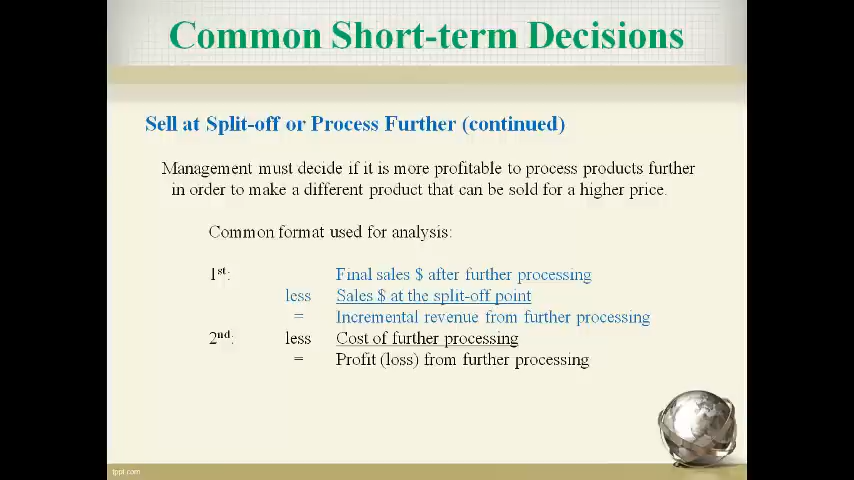 Common Short-term Decisions
Sell at Split-off or Process Further (continued)
Management must decide if it is more profitable to process products further
in order to make a different product that can be sold for a higher price.
Common format used for analysis:
1st: Final sales $ after further processing
less Sales $ at the split-off point
= Incremental revenue from further processing
2nd: less Cost of further processing
= Profit (loss) from further processing
fppt.com